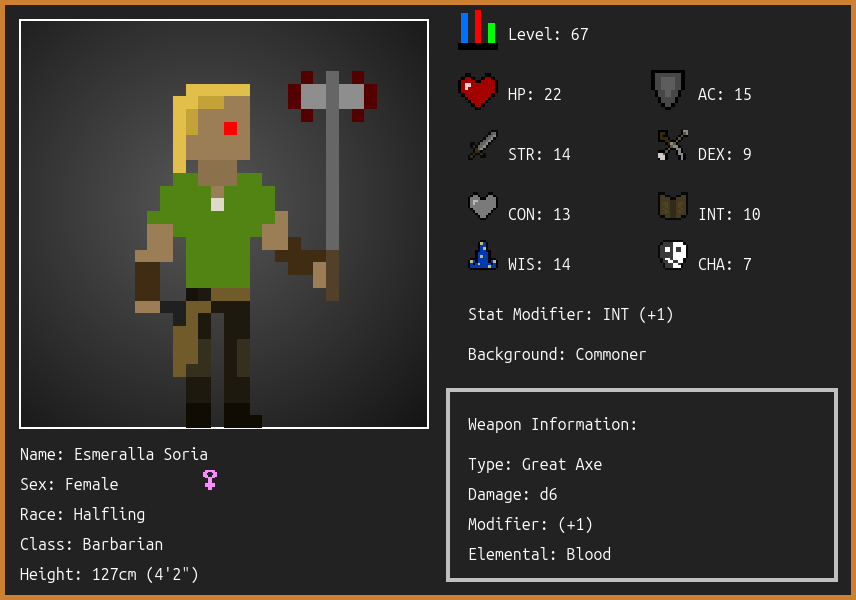 Level: 67
HP: 22
AC: 15
STR: 14
DEX: 9
CON: 13
INT: 10
WIS: 14
CHA: 7
Stat Modifier: INT (+1)
Background: Commoner
Weapon Information:
Type: Great Axe
Damage: d6
Modifier: (+1)
Elemental: Blood
Name: Esmeralla Soria
Sex: Female
Race: Halfling
Class: Barbarian
Height: 127cm (4'2")